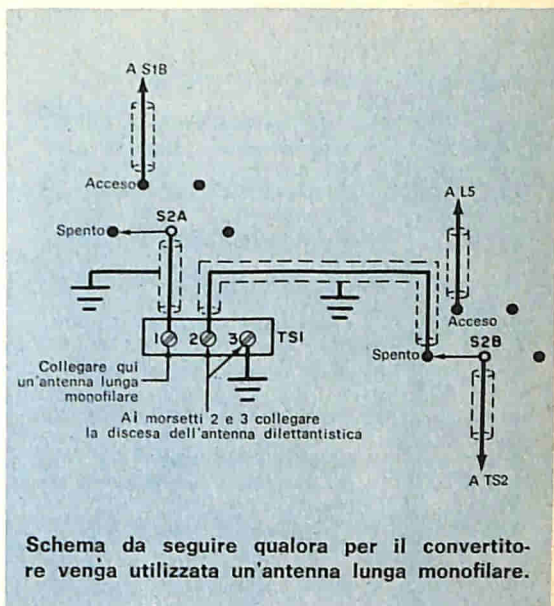 A S1B
Acceso
A L5
S2A
Spento
Acceso
1 2 3 TS1
Spento
S2B
Collegare qui
un'antenna lunga
monofilare
Ai morsetti 2 e 3 collegare
la discesa dell'antenna dilettantistica
A TS2
Schema da seguire qualora per il convertito-
re venga utilizzata un'antenna lunga monofilare.